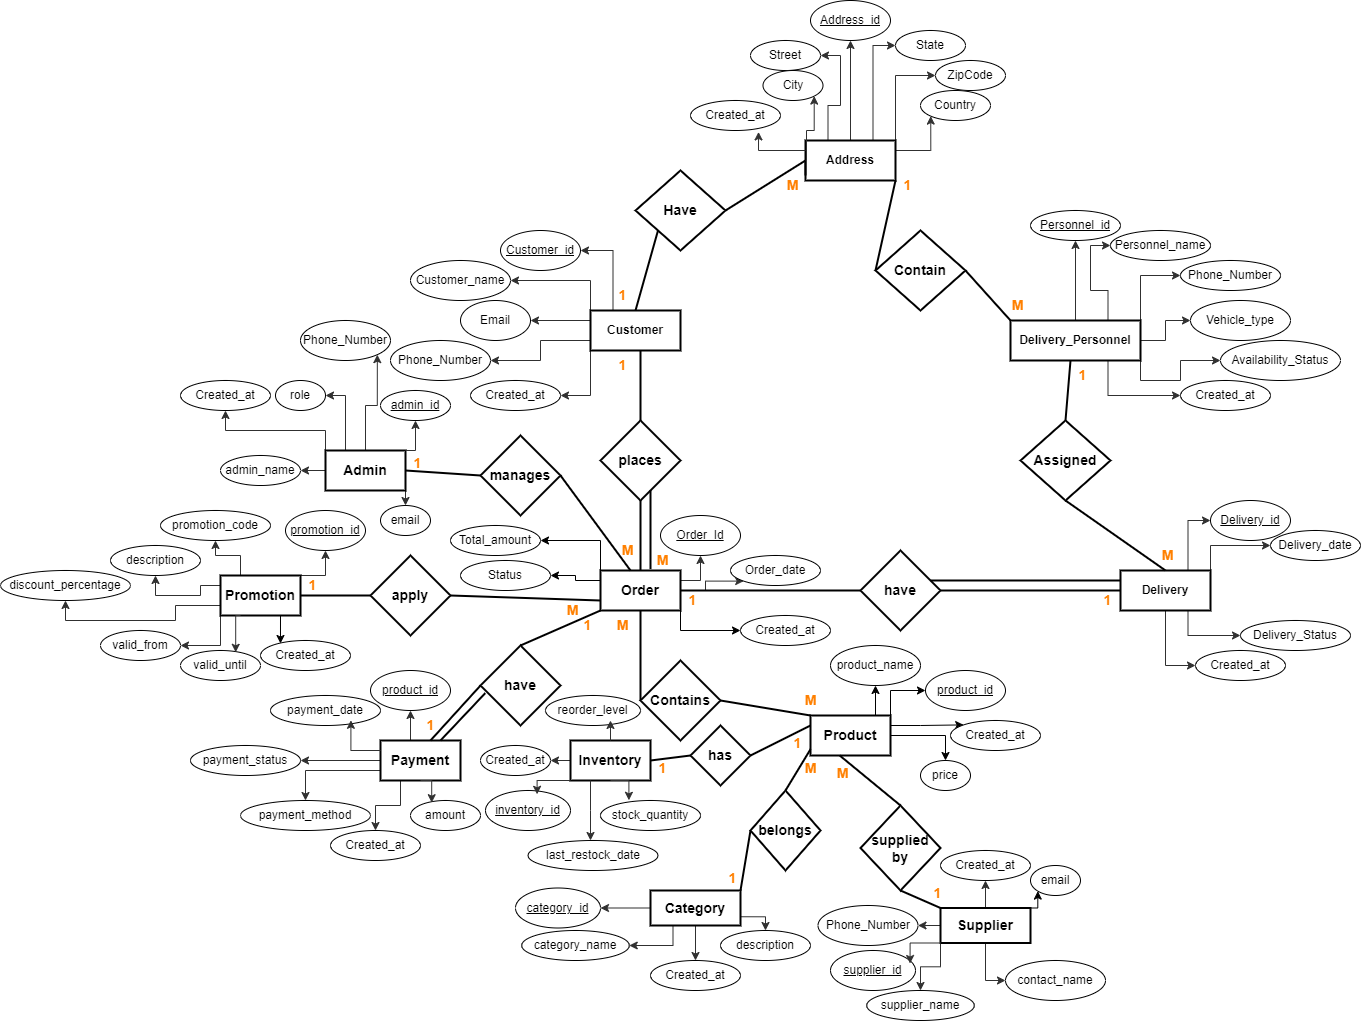 Address_id
State
Street
ZipCode
City
Country
Created_at
Address
M
1
Have
Personnel_id
Personnel_name
Customer_id
Contain
Phone_Number
Customer_name
1
M
Email
Vehicle_type
Customer
Phone_Number
Delivery_Personnel
Phone_Number
Availability_Status
1
1
Created_at
role
Created_at
Created_at
admin_id
admin_name
Admin
1
manages
places
Assigned
email
promotion_code
promotion_id
Total_amount
Order_Id
Delivery_id
M
M
M
Delivery_date
description
Status
Order_date
discount_percentage
Promotion
1
apply
Order
have
Delivery
M
1
1
1
M
valid_from
Created_at
Created_at
Delivery_Status
valid_until
product_name
Created_at
have
product_id
product_id
payment_date
reorder_level
Contains
M
1
Product
Created_at
1
payment_status
Payment
Created_at
Inventory
1
has
M
M
price
payment_method
amount
inventory_id
stock_quantity
belongs
Created_at
last_restock_date
supplied
by
Created_at
1
email
1
category_id
Category
Phone_Number
Supplier
category_name
description
Created_at
supplier_id
contact_name
supplier_name